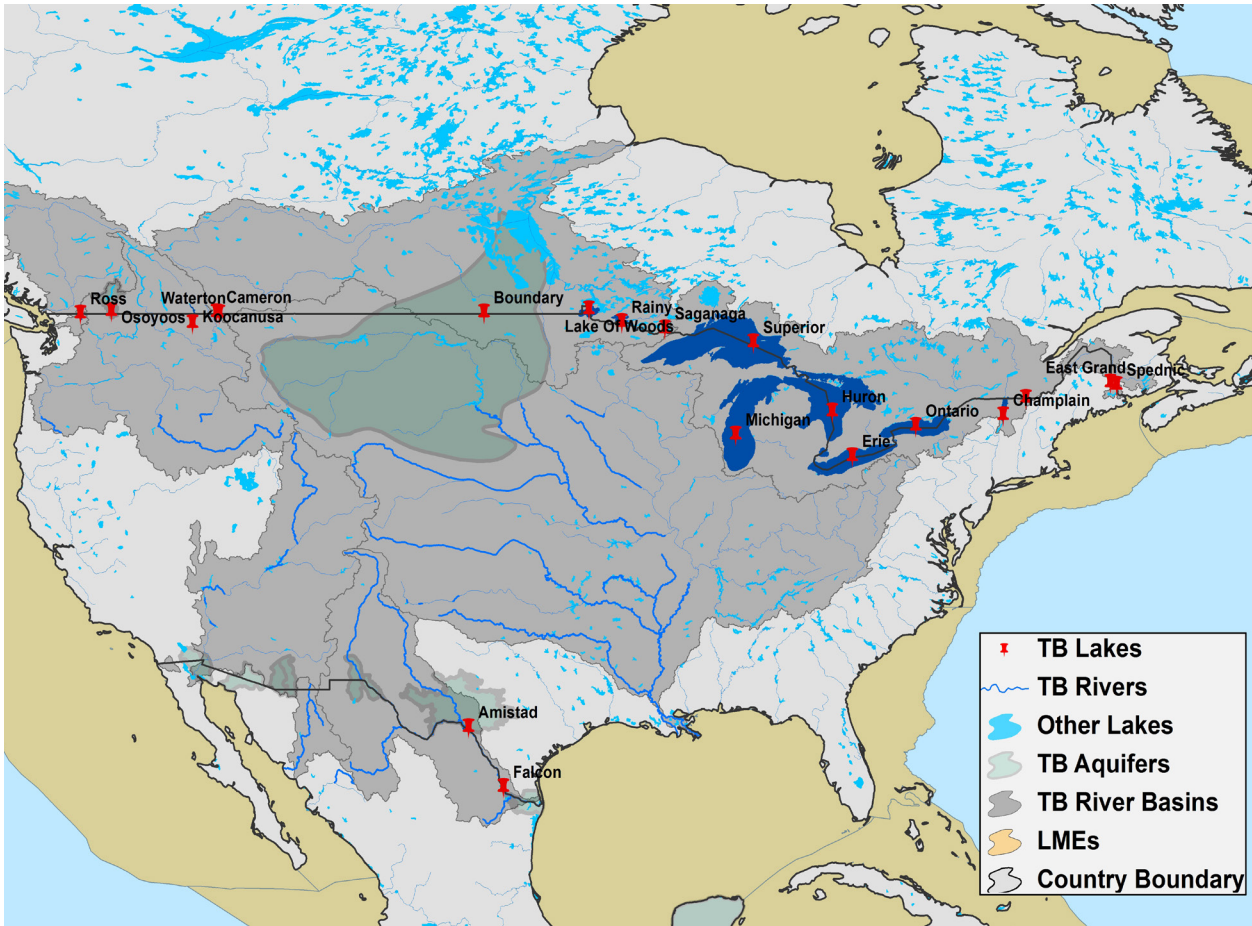 Ross
Osoyoos
Waterton
Cameron
Koocanusa
Boundary
Lake Of Woods
Rainy
Saganaga
Superior
Michigan
Huron
Erie
Ontario
Champlain
East Grand
Spednic
Amistad
Falcon
TB Lakes
TB Rivers
Other Lakes
TB Aquifers
TB River Basins
LMEs
Country Boundary